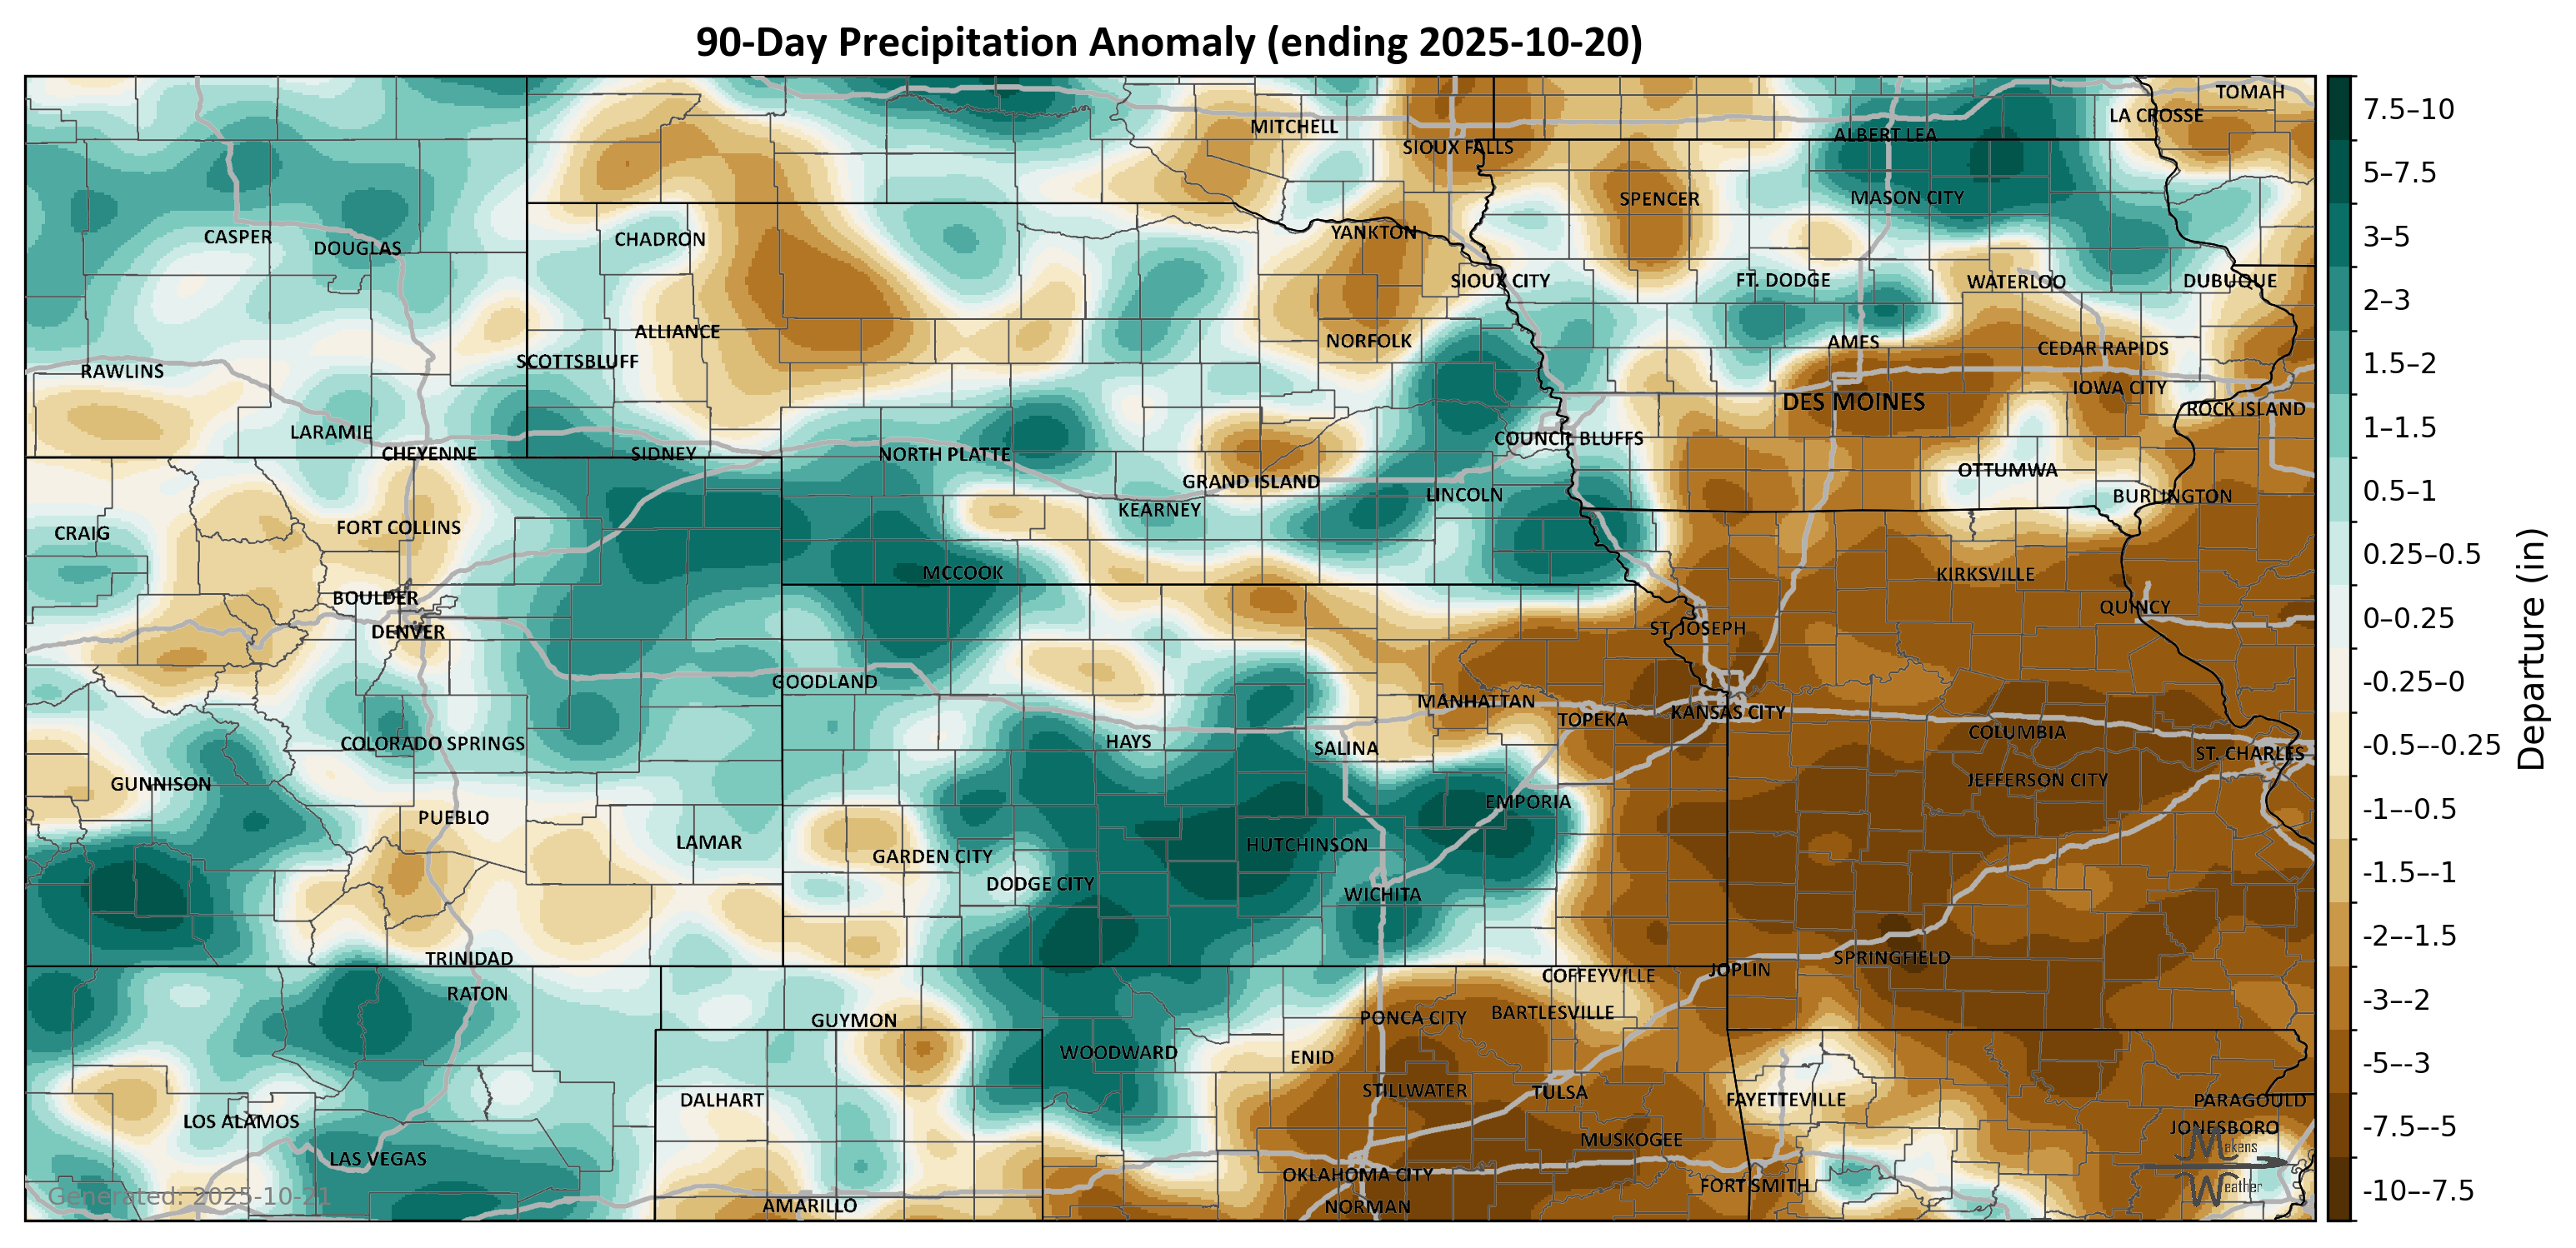 90-Day Precipitation Anomaly (ending 2025-10-20)
TOMAH
LA CROSSE
MITCHELL
ALBERT LEA
SIOUX FALLS
SPENCER
MASON CITY
YANKTON
CASPER
DOUGLAS
CHADRON
SIOUX CITY
FT. DODGE
WATERLOO
DUBUQUE
ALLIANCE
NORFOLK
AMES
CEDAR RAPIDS
SCOTTSBLUFF
RAWLINS
IOWA CITY
DES MOINES
ROCK ISLAND
LARAMIE
COUNCIL BLUFFS
CHEYENNE
SIDNEY
NORTH PLATTE
OTTUMWA
GRAND ISLAND
LINCOLN
BURLINGTON
KEARNEY
CRAIG
FORT COLLINS
MCCOOK
KIRKSVILLE
BOULDER
QUINCY
DENVER
ST. JOSEPH
GOODLAND
MANHATTAN
KANSAS CITY
TOPEKA
COLUMBIA
COLORADO SPRINGS
HAYS
SALINA
ST. CHARLES
GUNNISON
JEFFERSON CITY
EMPORIA
PUEBLO
LAMAR
HUTCHINSON
GARDEN CITY
DODGE CITY
WICHITA
TRINIDAD
SPRINGFIELD
JOPLIN
COFFEYVILLE
RATON
BARTLESVILLE
PONCA CITY
GUYMON
WOODWARD
ENID
STILLWATER
TULSA
DALHART
FAYETTEVILLE
PARAGOULD
LOS ALAMOS
JONESBORO
MUSKOGEE
Makens
LAS VEGAS
OKLAHOMA CITY
FORT SMITH
Weather
Generated: 2025-10-21
AMARILLO
NORMAN
7.5–10
5–7.5
3–5
2–3
1.5–2
1–1.5
0.5–1
0.25–0.5
0–0.25
-0.25–0
-0.5–-0.25
-1–-0.5
-1.5–-1
-2–-1.5
-3–-2
-5–-3
-7.5–-5
-10–-7.5
Departure (in)